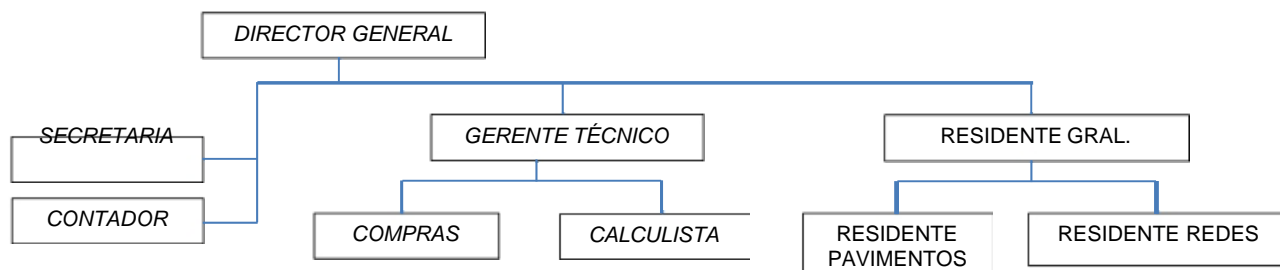 DIRECTOR GENERAL
SECRETARIA
GERENTE TÉCNICO
RESIDENTE GRAL.
CONTADOR
COMPRAS
CALCULISTA
RESIDENTE
PAVIMENTOS
RESIDENTE REDES